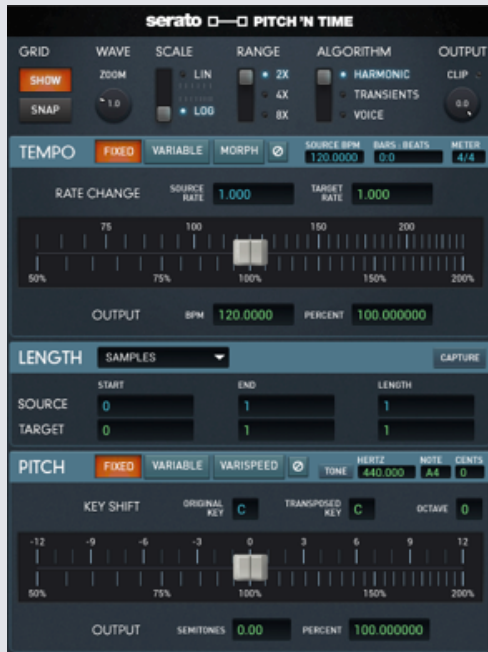 serato PITCH 'N TIME
GRID WAVE SCALE RANGE ALGORITHM OUTPUT
SHOW ZOOM LIN 2X HARMONIC CLIP
SNAP 1.0 4X TRANSIENTS 0.0
LOG 8X VOICE
TEMPO FIXED VARIABLE MORPH SOURCE BPM 120.0000 BARS : BEATS 0:0 METER 4/4
RATE CHANGE SOURCE RATE 1.000 TARGET RATE 1.000
75 100 150 200
50% 75% 100% 150% 200%
OUTPUT BPM 120.0000 PERCENT 100.000000
LENGTH SAMPLES CAPTURE
START END LENGTH
SOURCE 0 1 1
TARGET 0 1 1
PITCH FIXED VARIABLE VARISPEED TONE HERTZ 440.000 NOTE A4 CENTS 0
KEY SHIFT ORIGINAL KEY C TRANSPOSED KEY C OCTAVE 0
-12 -9 -6 -3 0 3 6 9 12
50% 75% 100% 150% 200%
OUTPUT SEMITONES 0.00 PERCENT 100.000000